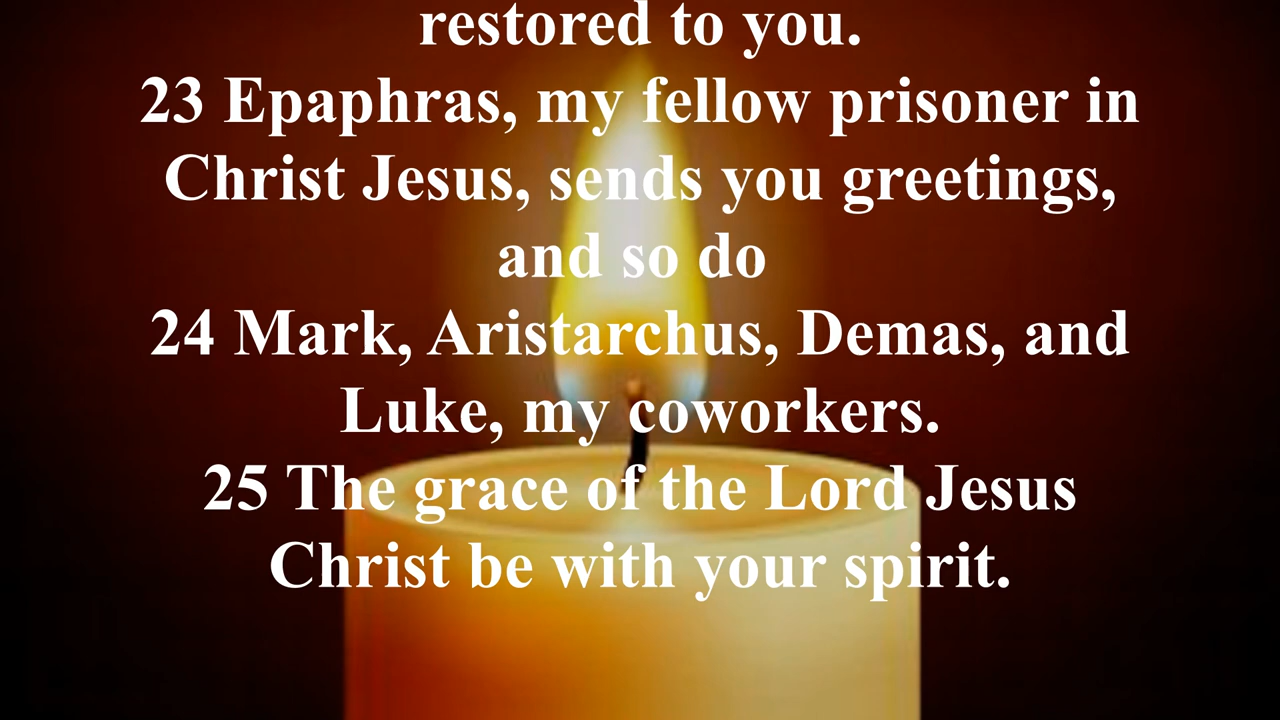 restored to you.
23 Epaphras, my fellow prisoner in
Christ Jesus, sends you greetings,
and so do
24 Mark, Aristarchus, Demas, and
Luke, my coworkers.
25 The grace of the Lord Jesus
Christ be with your spirit.